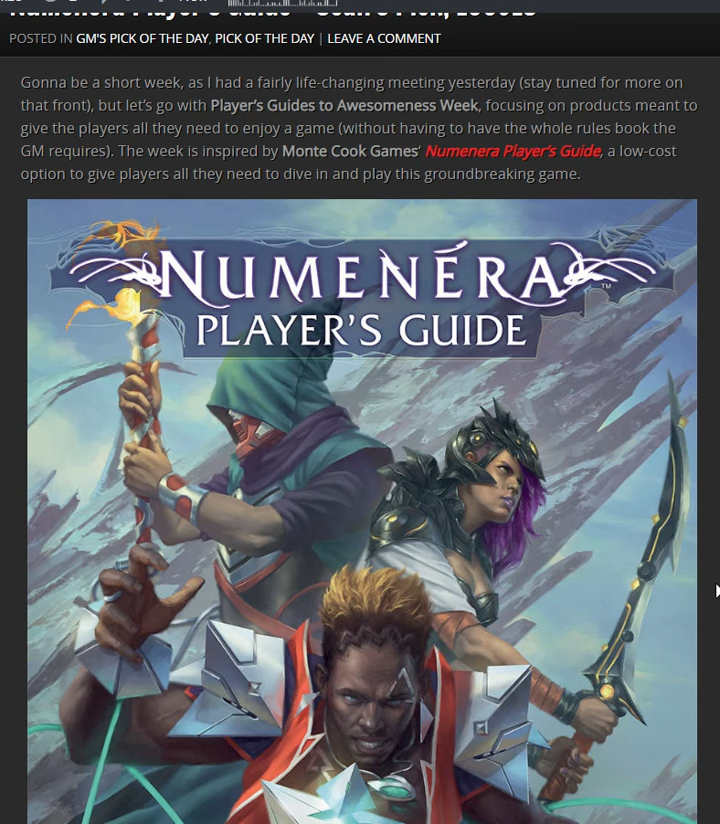 Numenera Player's Guide
POSTED IN GM'S PICK OF THE DAY, PICK OF THE DAY | LEAVE A COMMENT
Gonna be a short week, as I had a fairly life-changing meeting yesterday (stay tuned for more on
that front), but let's go with Player's Guides to Awesomeness Week, focusing on products meant to
give the players all they need to enjoy a game (without having to have the whole rules book the
GM requires). The week is inspired by Monte Cook Games' Numenera Player's Guide, a low-cost
option to give players all they need to dive in and play this groundbreaking game.
NUMENÉRA™
PLAYER'S GUIDE